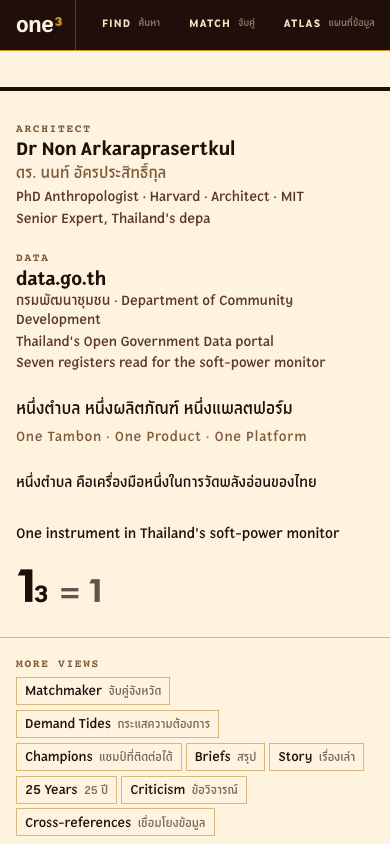 one³
FIND ค้นหา MATCH จับคู่ ATLAS แผนที่ข้อมูล
ARCHITECT
Dr Non Arkaraprasertkul
ดร. นนท์ อัครประสิทธิ์กุล
PhD Anthropologist · Harvard · Architect · MIT
Senior Expert, Thailand's depa
DATA
data.go.th
กรมพัฒนาชุมชน · Department of Community
Development
Thailand's Open Government Data portal
Seven registers read for the soft-power monitor
หนึ่งตำบล หนึ่งผลิตภัณฑ์ หนึ่งแพลตฟอร์ม
One Tambon · One Product · One Platform
หนึ่งตำบล คือเครื่องมือหนึ่งในการวัดพลังอ่อนของไทย
One instrument in Thailand's soft-power monitor
1₃ = 1
MORE VIEWS
Matchmaker จับคู่จังหวัด
Demand Tides กระแสความต้องการ
Champions แชมป์ที่ติดต่อได้ Briefs สรุป Story เรื่องเล่า
25 Years 25 ปี Criticism ข้อวิจารณ์
Cross-references เชื่อมโยงข้อมูล